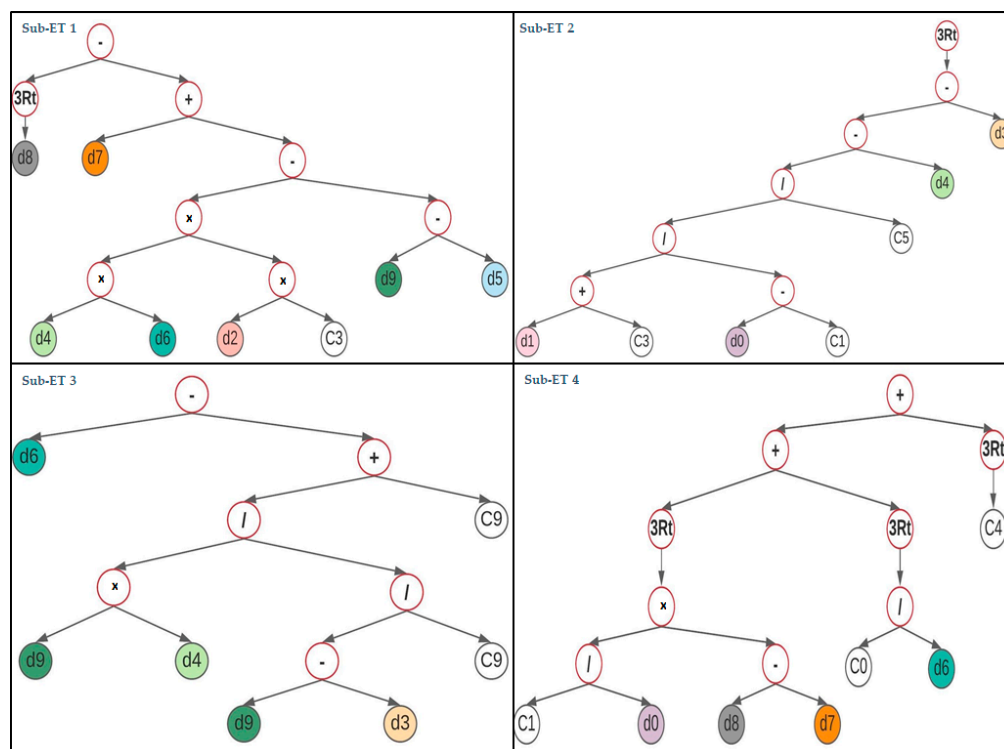 Sub-ET 1
-
3Rt +
d8 d7 -
x -
x x d9 d5
d4 d6 d2 C3
Sub-ET 2
3Rt
-
- d3
/ d4
/ C5
+ -
d1 C3 d0 C1
Sub-ET 3
-
d6 +
/ C9
x /
d9 d4 - C9
d9 d3
Sub-ET 4
+
+ 3Rt
3Rt 3Rt C4
x /
/ - C0 d6
C1 d0 d8 d7